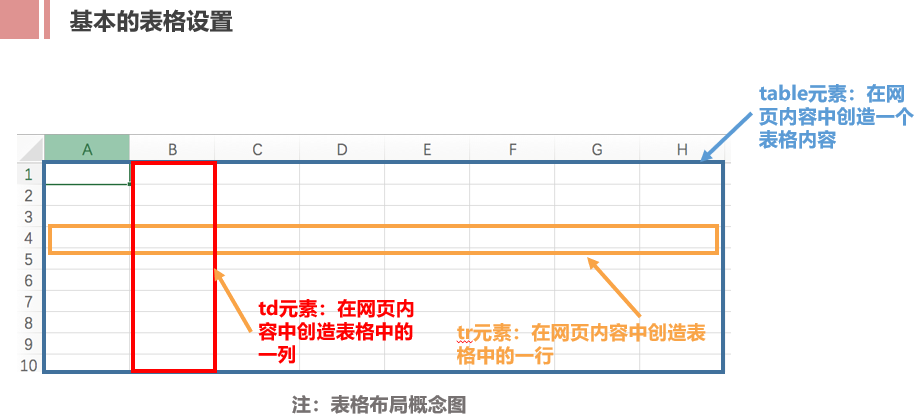 基本的表格设置
table元素：在网
页内容中创造一个
表格内容
A B C D E F G H
1
2
3
4
5
6
7
8
9
10
td元素：在网页内
容中创造表格中的
一列
tr元素：在网页内容中创造表
格中的一行
注：表格布局概念图